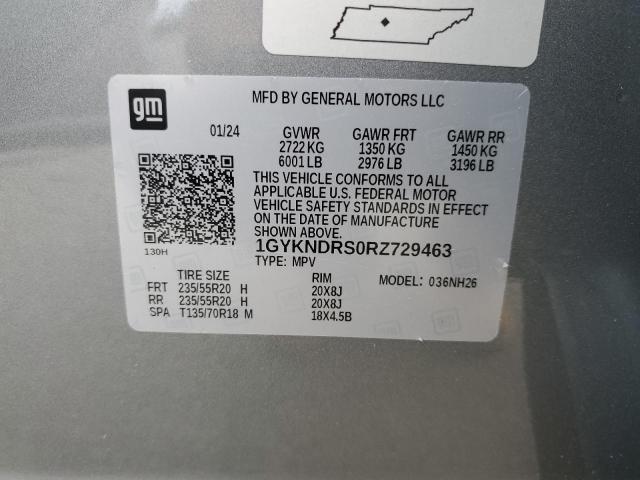 gm
MFD BY GENERAL MOTORS LLC
01/24 GVWR GAWR FRT GAWR RR
2722 KG 1350 KG 1450 KG
6001 LB 2976 LB 3196 LB
THIS VEHICLE CONFORMS TO ALL
APPLICABLE U.S. FEDERAL MOTOR
VEHICLE SAFETY STANDARDS IN EFFECT
ON THE DATE OF MANUFACTURE
SHOWN ABOVE.
130H
1GYKNDRS0RZ729463
TYPE: MPV
TIRE SIZE RIM MODEL: 036NH26
FRT 235/55R20 H 20X8J
RR 235/55R20 H 20X8J
SPA T135/70R18 M 18X4.5B